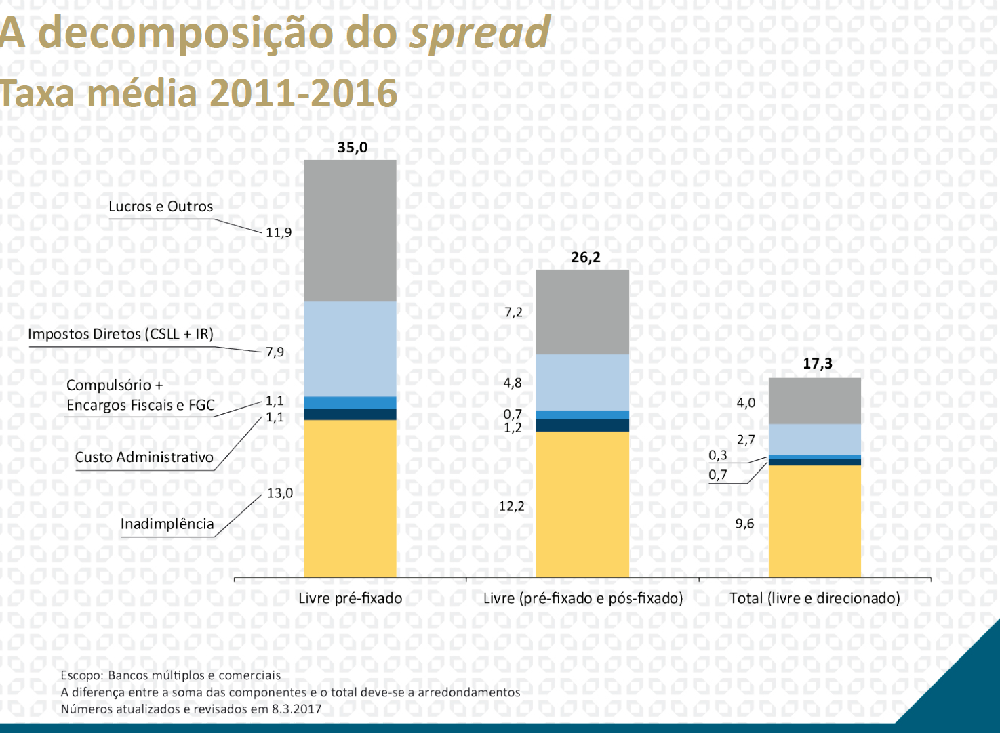 A decomposição do spread
Taxa média 2011-2016
35,0
Lucros e Outros
11,9
Impostos Diretos (CSLL + IR)
7,9
Compulsório +
Encargos Fiscais e FGC
1,1
1,1
Custo Administrativo
13,0
Inadimplência
26,2
7,2
4,8
0,7
1,2
12,2
17,3
4,0
2,7
0,3
0,7
9,6
Livre pré-fixado
Livre (pré-fixado e pós-fixado)
Total (livre e direcionado)
Escopo: Bancos múltiplos e comerciais
A diferença entre a soma das componentes e o total deve-se a arredondamentos
Números atualizados e revisados em 8.3.2017